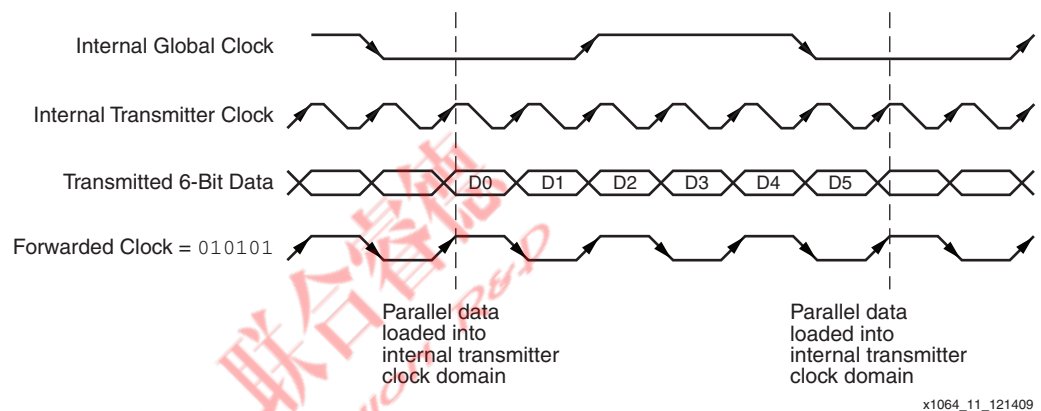 Internal Global Clock
Internal Transmitter Clock
Transmitted 6-Bit Data
D0 D1 D2 D3 D4 D5
Forwarded Clock = 010101
Parallel data
loaded into
internal transmitter
clock domain
Parallel data
loaded into
internal transmitter
clock domain
x1064_11_121409
联合睿德
R&D